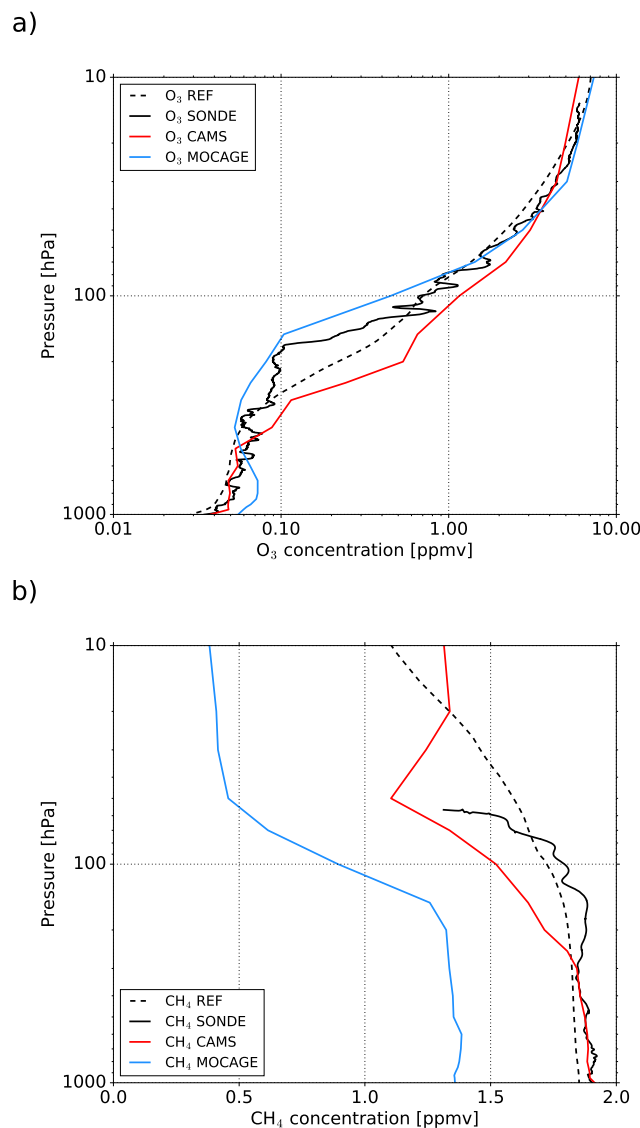 a)
10
O₃ REF
O₃ SONDE
O₃ CAMS
O₃ MOCAGE
Pressure [hPa]
100
1000
0.01 0.10 1.00 10.00
O₃ concentration [ppmv]
b)
10
Pressure [hPa]
100
CH₄ REF
CH₄ SONDE
CH₄ CAMS
CH₄ MOCAGE
1000
0.0 0.5 1.0 1.5 2.0
CH₄ concentration [ppmv]